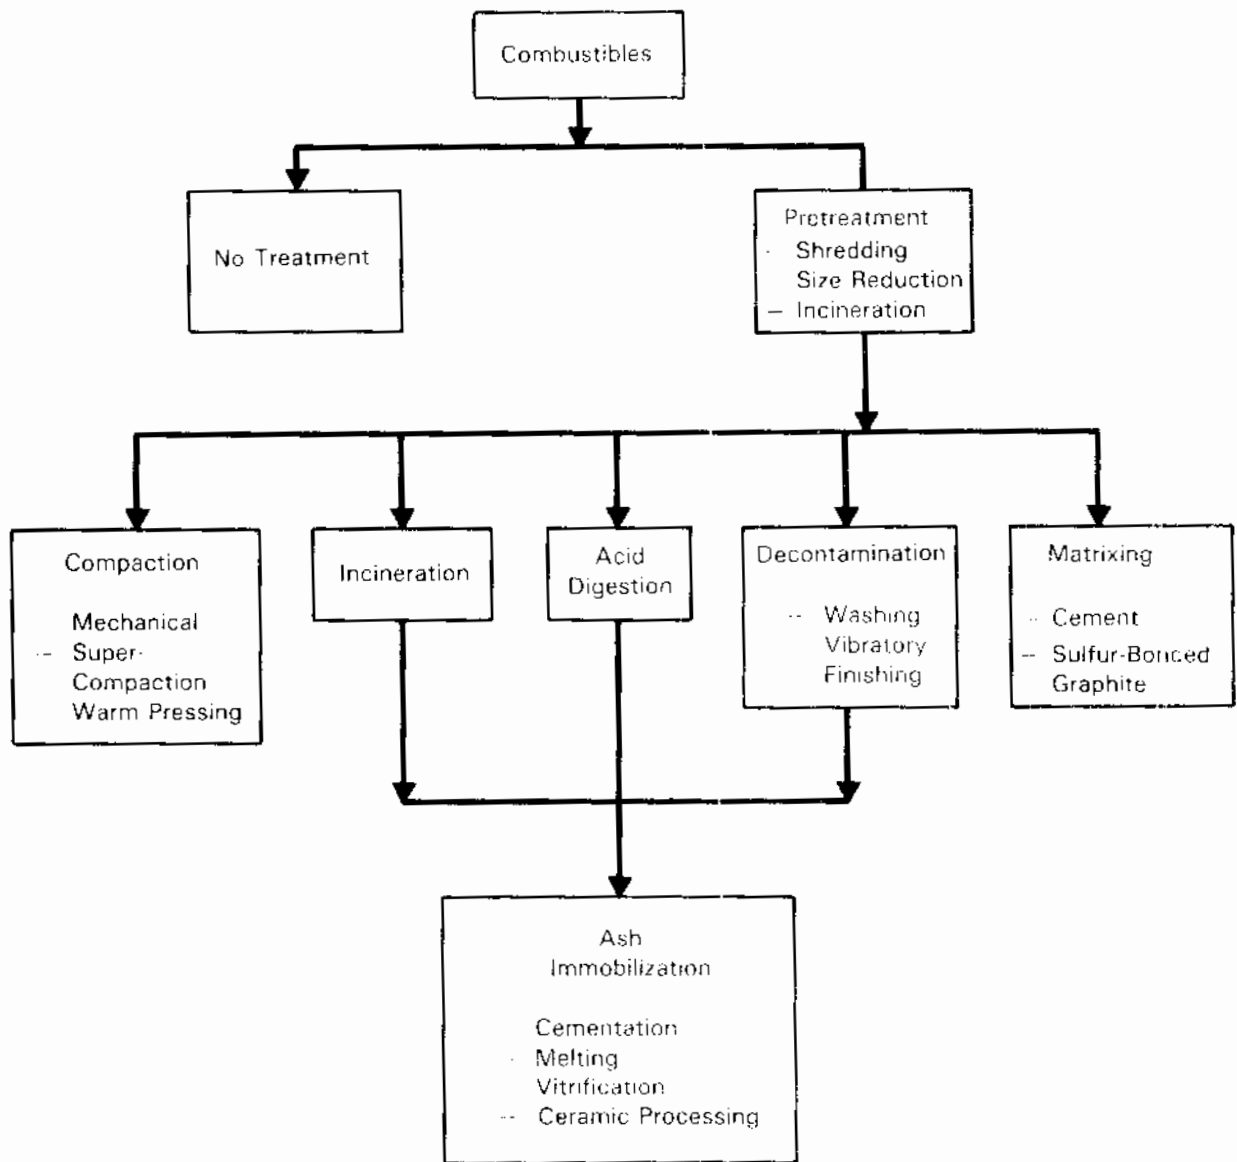 Combustibles
No Treatment
Pretreatment
- Shredding
Size Reduction
- Incineration
Compaction
Mechanical
- Super-
Compaction
Warm Pressing
Incineration
Acid
Digestion
Decontamination
- Washing
Vibratory
Finishing
Matrixing
- Cement
- Sulfur-Bonced
Graphite
Ash
Immobilization
Cementation
- Melting
Vitrification
- Ceramic Processing